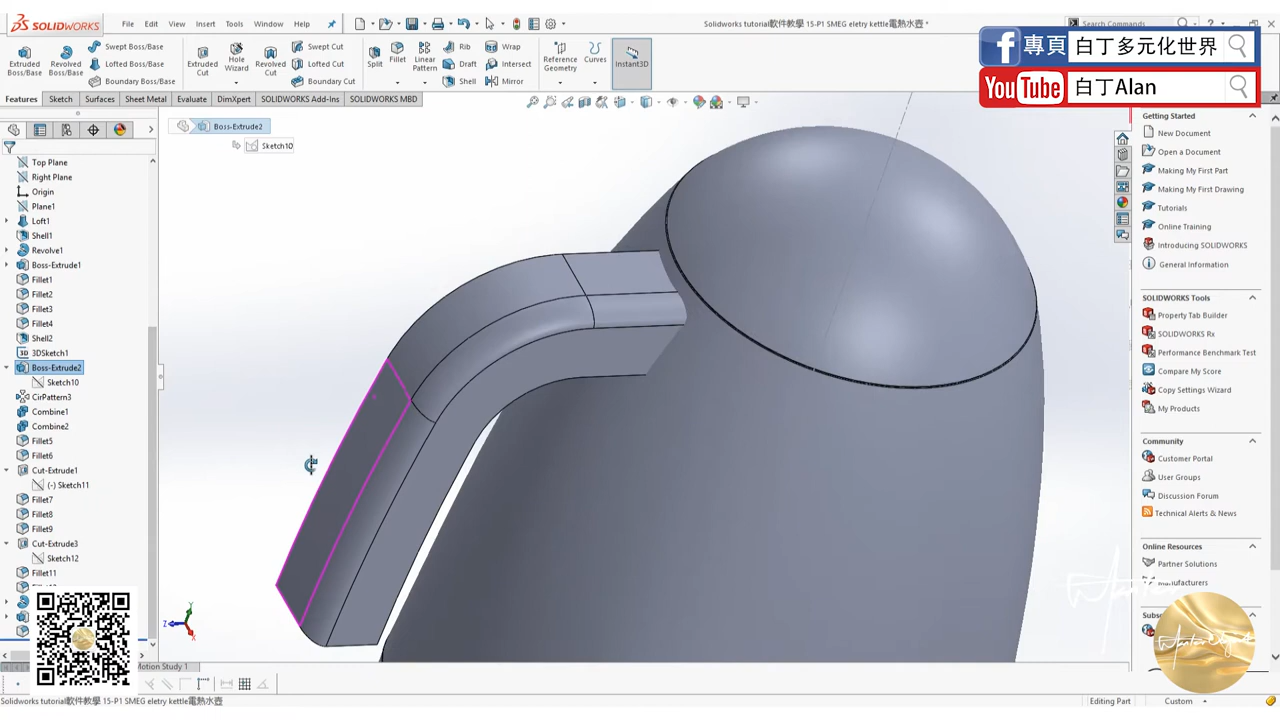 SOLIDWORKS
File
Edit
View
Insert
Tools
Window
Help
Solidworks tutorial軟件教學 15-P1 SMEG eletry kettle電熱水壺 *
Search Commands
專頁 白丁多元化世界
YouTube 白丁Alan
Extruded Boss/Base
Revolved Boss/Base
Swept Boss/Base
Lofted Boss/Base
Boundary Boss/Base
Extruded Cut
Hole Wizard
Revolved Cut
Swept Cut
Lofted Cut
Boundary Cut
Split
Fillet
Linear Pattern
Rib
Draft
Shell
Wrap
Intersect
Mirror
Reference Geometry
Curves
Instant3D
Features
Sketch
Surfaces
Sheet Metal
Evaluate
DimXpert
SOLIDWORKS Add-Ins
SOLIDWORKS MBD
Boss-Extrude2
Sketch10
Top Plane
Right Plane
Origin
Plane1
Loft1
Shell1
Revolve1
Boss-Extrude1
Fillet1
Fillet2
Fillet3
Fillet4
Shell2
3DSketch1
Boss-Extrude2
Sketch10
CirPattern3
Combine1
Combine2
Fillet5
Fillet6
Cut-Extrude1
(-) Sketch11
Fillet7
Fillet8
Fillet9
Cut-Extrude3
Sketch12
Fillet11
Getting Started
New Document
Open a Document
Making My First Part
Making My First Drawing
Tutorials
Online Training
Introducing SOLIDWORKS
General Information
SOLIDWORKS Tools
Property Tab Builder
SOLIDWORKS Rx
Performance Benchmark Test
Compare My Score
Copy Settings Wizard
My Products
Community
Customer Portal
User Groups
Discussion Forum
Technical Alerts & News
Online Resources
Partner Solutions
Manufacturers
Motion Study 1
Solidworks tutorial軟件教學 15-P1 SMEG eletry kettle電熱水壺
Editing Part
Custom